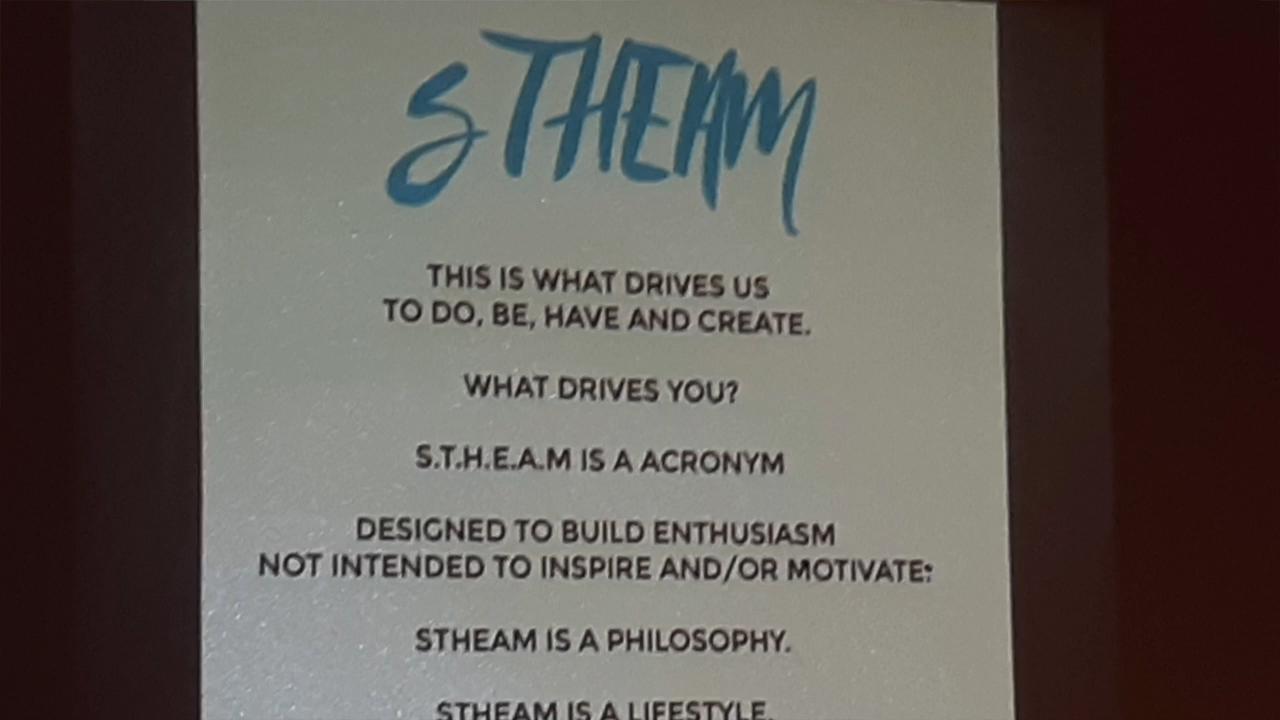 STHEAM
THIS IS WHAT DRIVES US
TO DO, BE, HAVE AND CREATE.
WHAT DRIVES YOU?
S.T.H.E.A.M IS A ACRONYM
DESIGNED TO BUILD ENTHUSIASM
NOT INTENDED TO INSPIRE AND/OR MOTIVATE:
STHEAM IS A PHILOSOPHY.
STHEAM IS A LIFESTYLE.